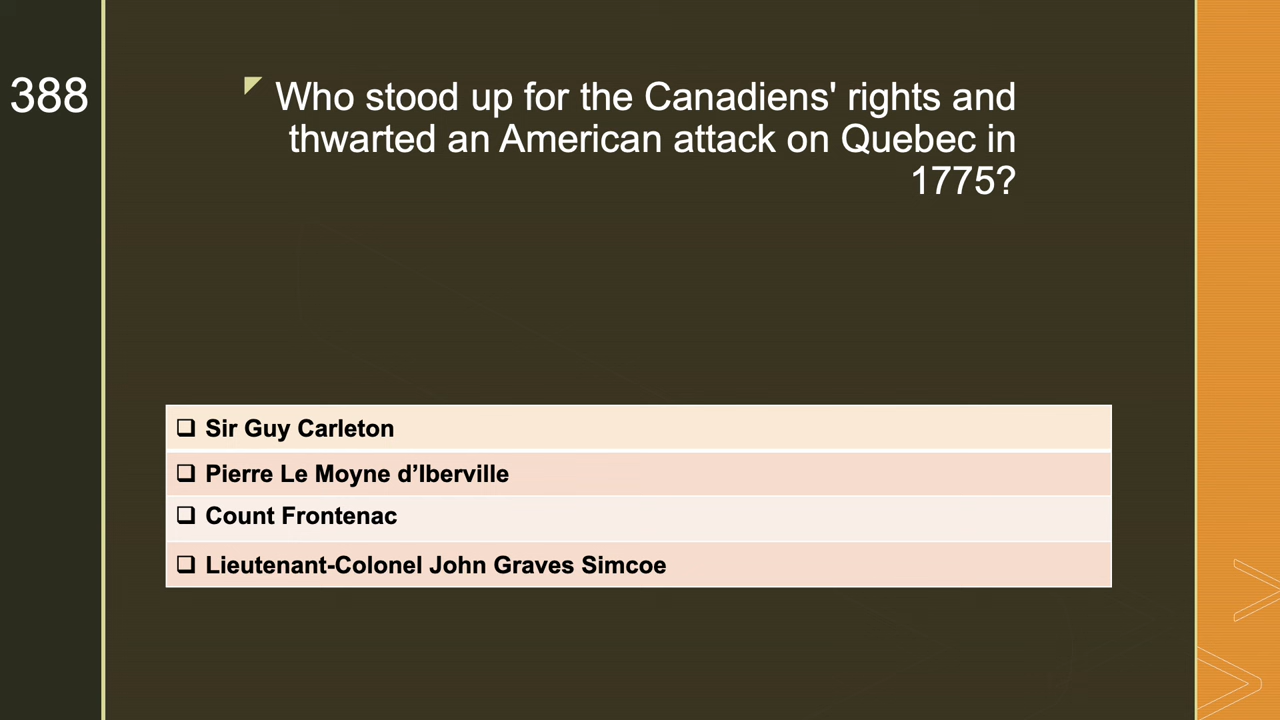 388
Who stood up for the Canadiens' rights and
thwarted an American attack on Quebec in
1775?
Sir Guy Carleton
Pierre Le Moyne d’Iberville
Count Frontenac
Lieutenant-Colonel John Graves Simcoe